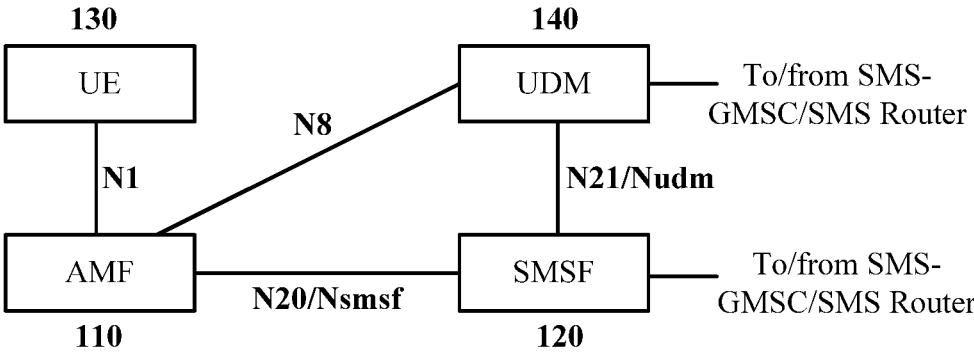 130
140
UE
UDM
To/from SMS-
GMSC/SMS Router
N8
N1
N21/Nudm
AMF
SMSF
To/from SMS-
GMSC/SMS Router
N20/Nsmsf
110
120